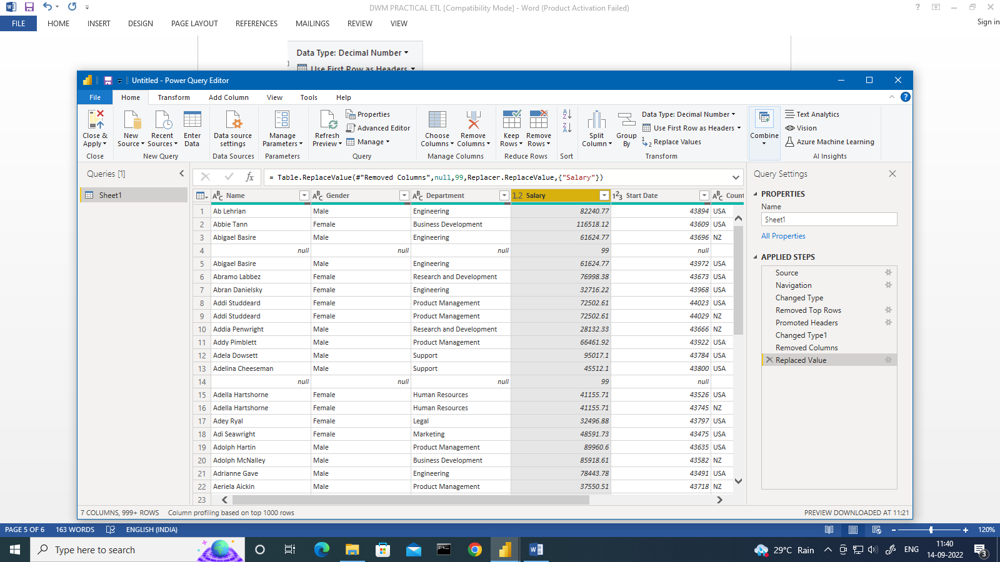 DWM PRACTICAL ETL [Compatibility Mode] - Word (Product Activation Failed)
FILE HOME INSERT DESIGN PAGE LAYOUT REFERENCES MAILINGS REVIEW VIEW Sign in
Data Type: Decimal Number
Use First Row as Headers
Untitled - Power Query Editor
File Home Transform Add Column View Tools Help
Close & Apply
Close
New Source
Recent Sources
Enter Data
New Query
Data source settings
Data Sources
Manage Parameters
Parameters
Refresh Preview
Properties
Advanced Editor
Manage
Query
Choose Columns
Remove Columns
Manage Columns
Keep Rows
Remove Rows
Reduce Rows
Sort
Split Column
Group By
Data Type: Decimal Number
Use First Row as Headers
Replace Values
Transform
Combine
Text Analytics
Vision
Azure Machine Learning
AI Insights
Queries [1]
Sheet1
fx = Table.ReplaceValue(#"Removed Columns",null,99,Replacer.ReplaceValue,{"Salary"})
ABC Name ABC Gender ABC Department 1.2 Salary 123 Start Date ABC Count
1 Ab Lehrian Male Engineering 82240.77 43894 USA
2 Abbie Tann Female Business Development 116518.12 43609 USA
3 Abigael Basire Male Engineering 61624.77 43696 NZ
4 null null null 99 null
5 Abigael Basire Male Engineering 61624.77 43972 USA
6 Abramo Labbez Female Research and Development 76998.38 43673 USA
7 Abran Danielsky Female Engineering 32716.22 43968 USA
8 Addi Studdeard Female Product Management 72502.61 44023 USA
9 Addi Studdeard Female Product Management 72502.61 44029 NZ
10 Addia Penwright Male Research and Development 28132.33 43666 NZ
11 Addy Pimblett Male Product Management 66461.92 43922 USA
12 Adela Dowsett Male Support 95017.1 43784 USA
13 Adelina Cheeseman Male Support 45512.1 43800 USA
14 null null null 99 null
15 Adella Hartshorne Female Human Resources 41155.71 43526 USA
16 Adella Hartshorne Female Human Resources 41155.71 43745 NZ
17 Adey Ryal Female Legal 32496.88 43797 USA
18 Adi Seawright Female Marketing 48591.73 43475 USA
19 Adolph Hartin Male Product Management 89960.6 43635 USA
20 Adolph McNalley Male Business Development 85918.61 43582 NZ
21 Adrianne Gave Male Engineering 78443.78 43491 USA
22 Aeriela Aickin Male Product Management 37550.51 43718 NZ
23
Query Settings
PROPERTIES
Name
Sheet1
All Properties
APPLIED STEPS
Source
Navigation
Changed Type
Removed Top Rows
Promoted Headers
Changed Type1
Removed Columns
Replaced Value
7 COLUMNS, 999+ ROWS Column profiling based on top 1000 rows PREVIEW DOWNLOADED AT 11:21
PAGE 5 OF 6 163 WORDS ENGLISH (INDIA) 120%
Type here to search
29°C Rain ENG
11:40
14-09-2022
3